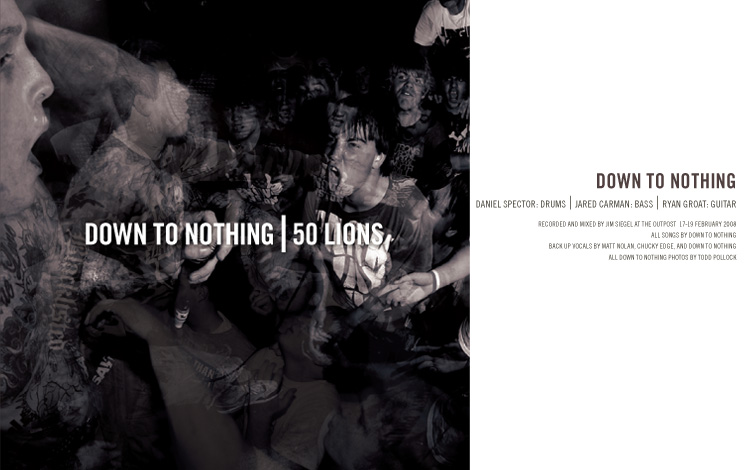 DOWN TO NOTHING | 50 LIONS
DOWN TO NOTHING
DANIEL SPECTOR: DRUMS | JARED CARMAN: BASS | RYAN GROAT: GUITAR
RECORDED AND MIXED BY JIM SIEGEL AT THE OUTPOST 17-19 FEBRUARY 2008
ALL SONGS BY DOWN TO NOTHING
BACK UP VOCALS BY MATT NOLAN, CHUCKY EDGE, AND DOWN TO NOTHING
ALL DOWN TO NOTHING PHOTOS BY TODD POLLOCK